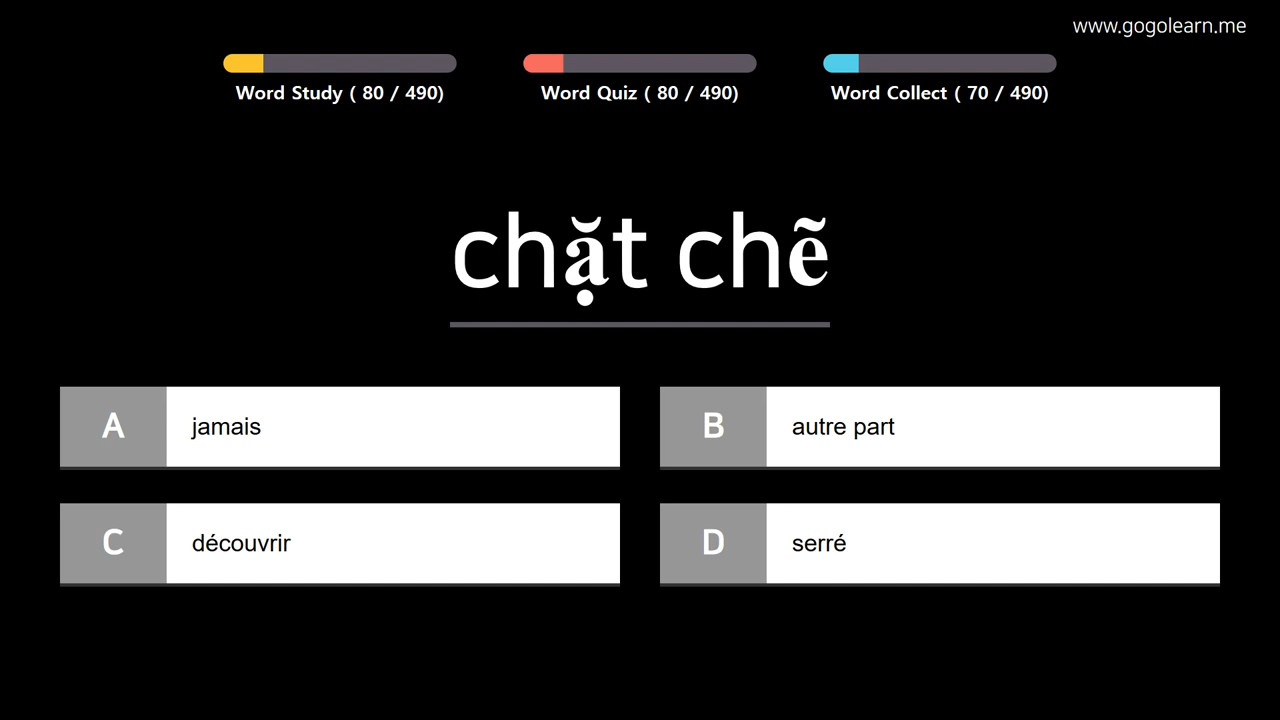 www.gogolearn.me
Word Study ( 80 / 490)
Word Quiz ( 80 / 490)
Word Collect ( 70 / 490)
chặt chẽ
A jamais
B autre part
C découvrir
D serré